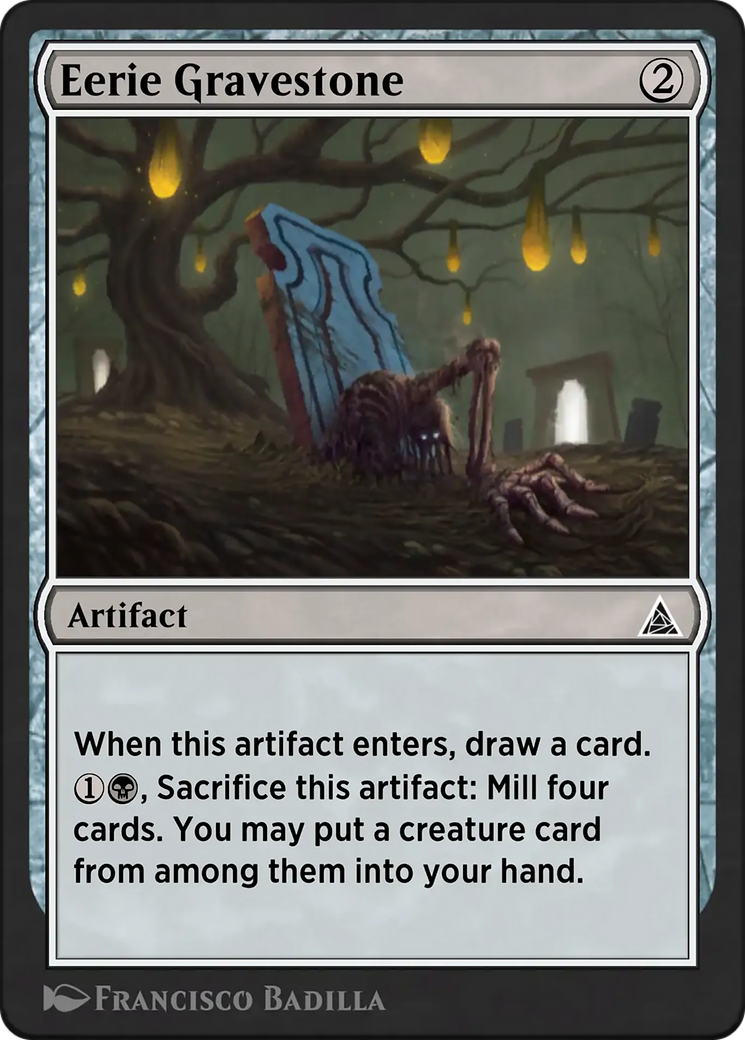 Eerie Gravestone 2
Artifact
When this artifact enters, draw a card.
1, Sacrifice this artifact: Mill four
cards. You may put a creature card
from among them into your hand.
Francisco Badilla